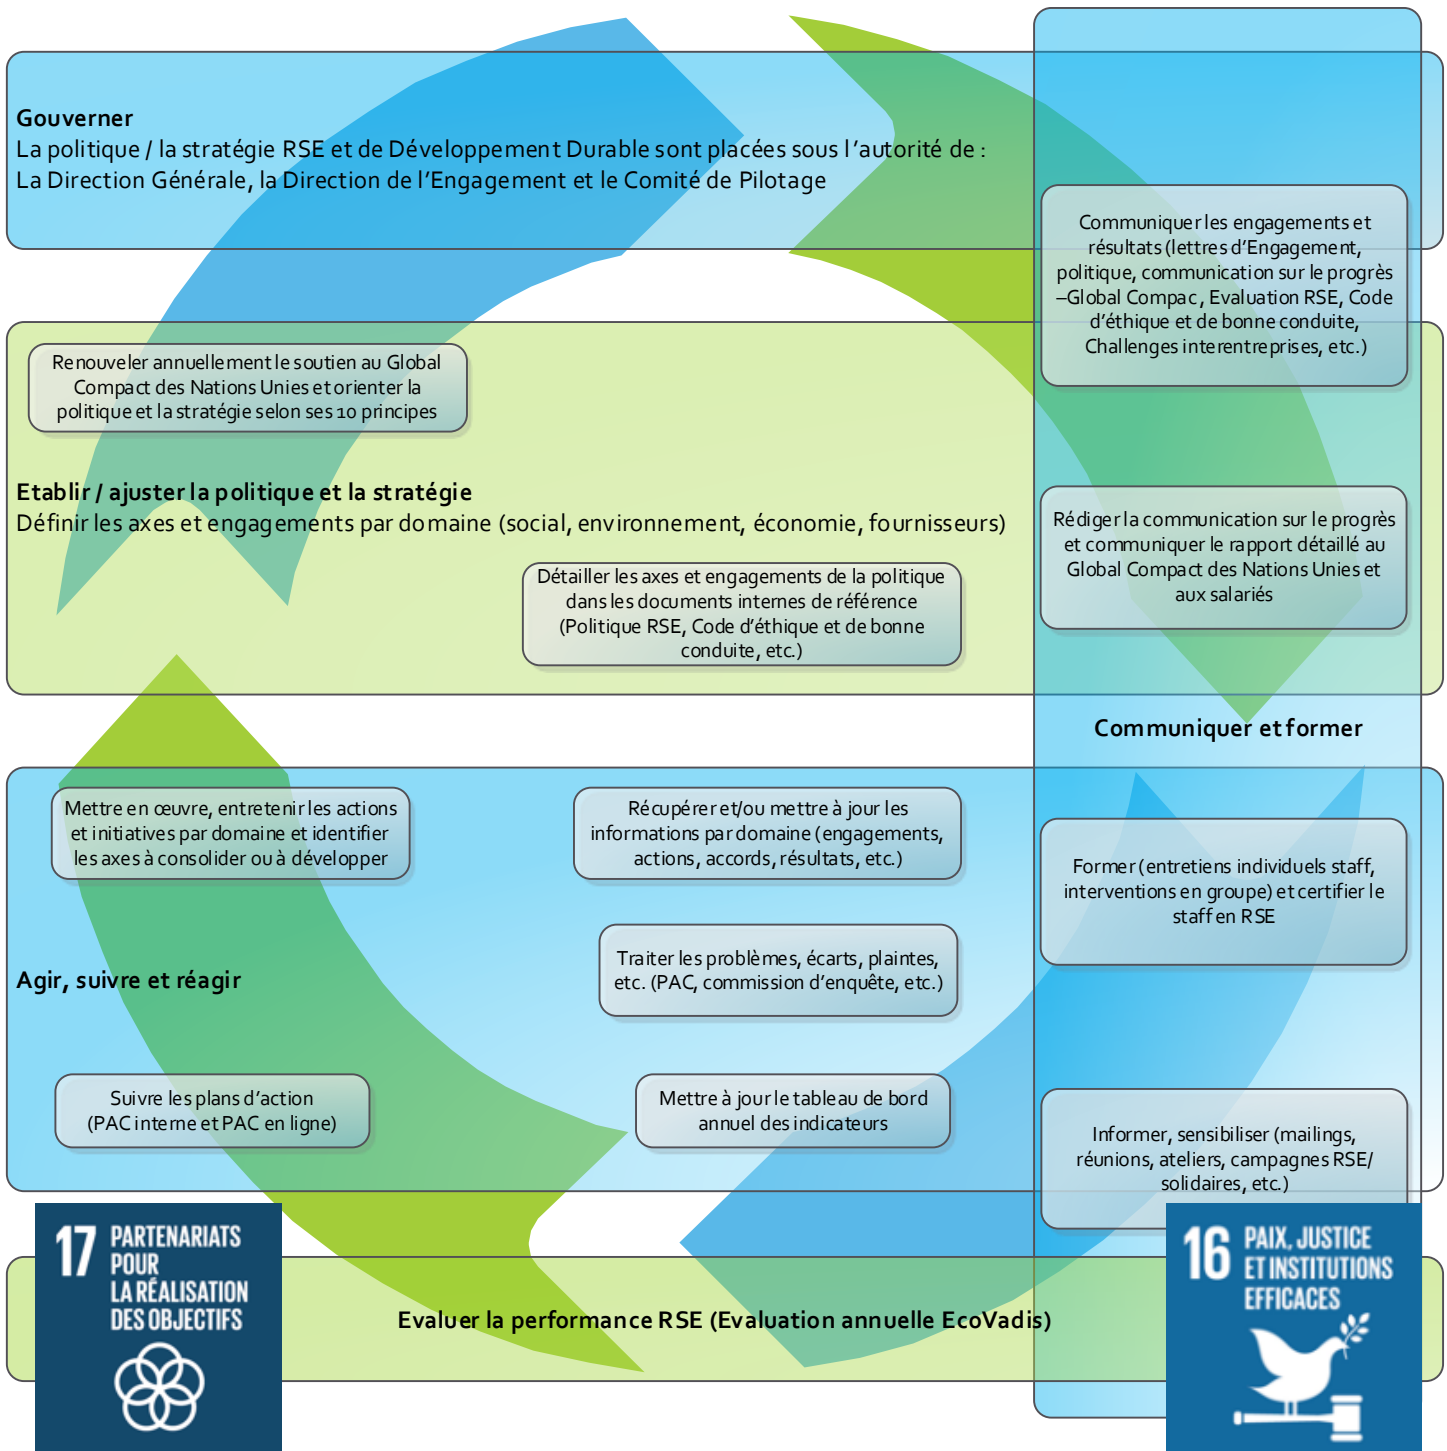 Gouverner
La politique / la stratégie RSE et de Développement Durable sont placées sous l'autorité de :
La Direction Générale, la Direction de l'Engagement et le Comité de Pilotage
Communiquer les engagements et
résultats (lettres d'Engagement,
politique, communication sur le progrès
–Global Compac, Evaluation RSE, Code
d'éthique et de bonne conduite,
Challenges interentreprises, etc.)
Renouveler annuellement le soutien au Global
Compact des Nations Unies et orienter la
politique et la stratégie selon ses 10 principes
Etablir / ajuster la politique et la stratégie
Définir les axes et engagements par domaine (social, environnement, économie, fournisseurs)
Détailler les axes et engagements de la politique
dans les documents internes de référence
(Politique RSE, Code d'éthique et de bonne
conduite, etc.)
Rédiger la communication sur le progrès
et communiquer le rapport détaillé au
Global Compact des Nations Unies et
aux salariés
Communiquer et former
Mettre en œuvre, entretenir les actions
et initiatives par domaine et identifier
les axes à consolider ou à développer
Récupérer et/ou mettre à jour les
informations par domaine (engagements,
actions, accords, résultats, etc.)
Former (entretiens individuels staff,
interventions en groupe) et certifier le
staff en RSE
Agir, suivre et réagir
Traiter les problèmes, écarts, plaintes,
etc. (PAC, commission d'enquête, etc.)
Suivre les plans d'action
(PAC interne et PAC en ligne)
Mettre à jour le tableau de bord
annuel des indicateurs
Informer, sensibiliser (mailings,
réunions, ateliers, campagnes RSE/
solidaires, etc.)
17 PARTENARIATS
POUR
LA RÉALISATION
DES OBJECTIFS
Evaluer la performance RSE (Evaluation annuelle EcoVadis)
16 PAIX, JUSTICE
ET INSTITUTIONS
EFFICACES